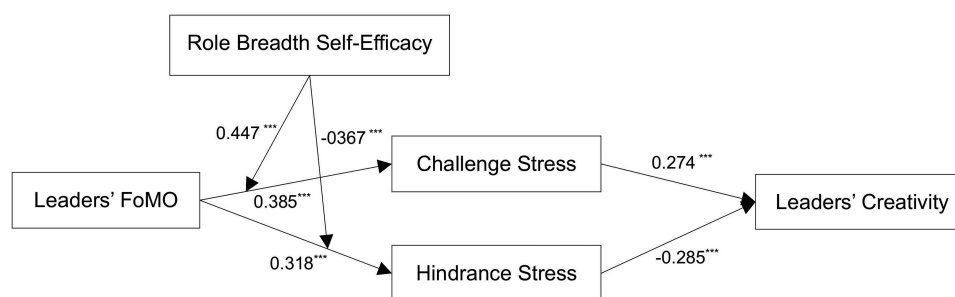 Role Breadth Self-Efficacy
0.447 ***
-0367 ***
Challenge Stress
0.274 ***
Leaders' FoMO
0.385***
Leaders' Creativity
0.318***
Hindrance Stress
-0.285***